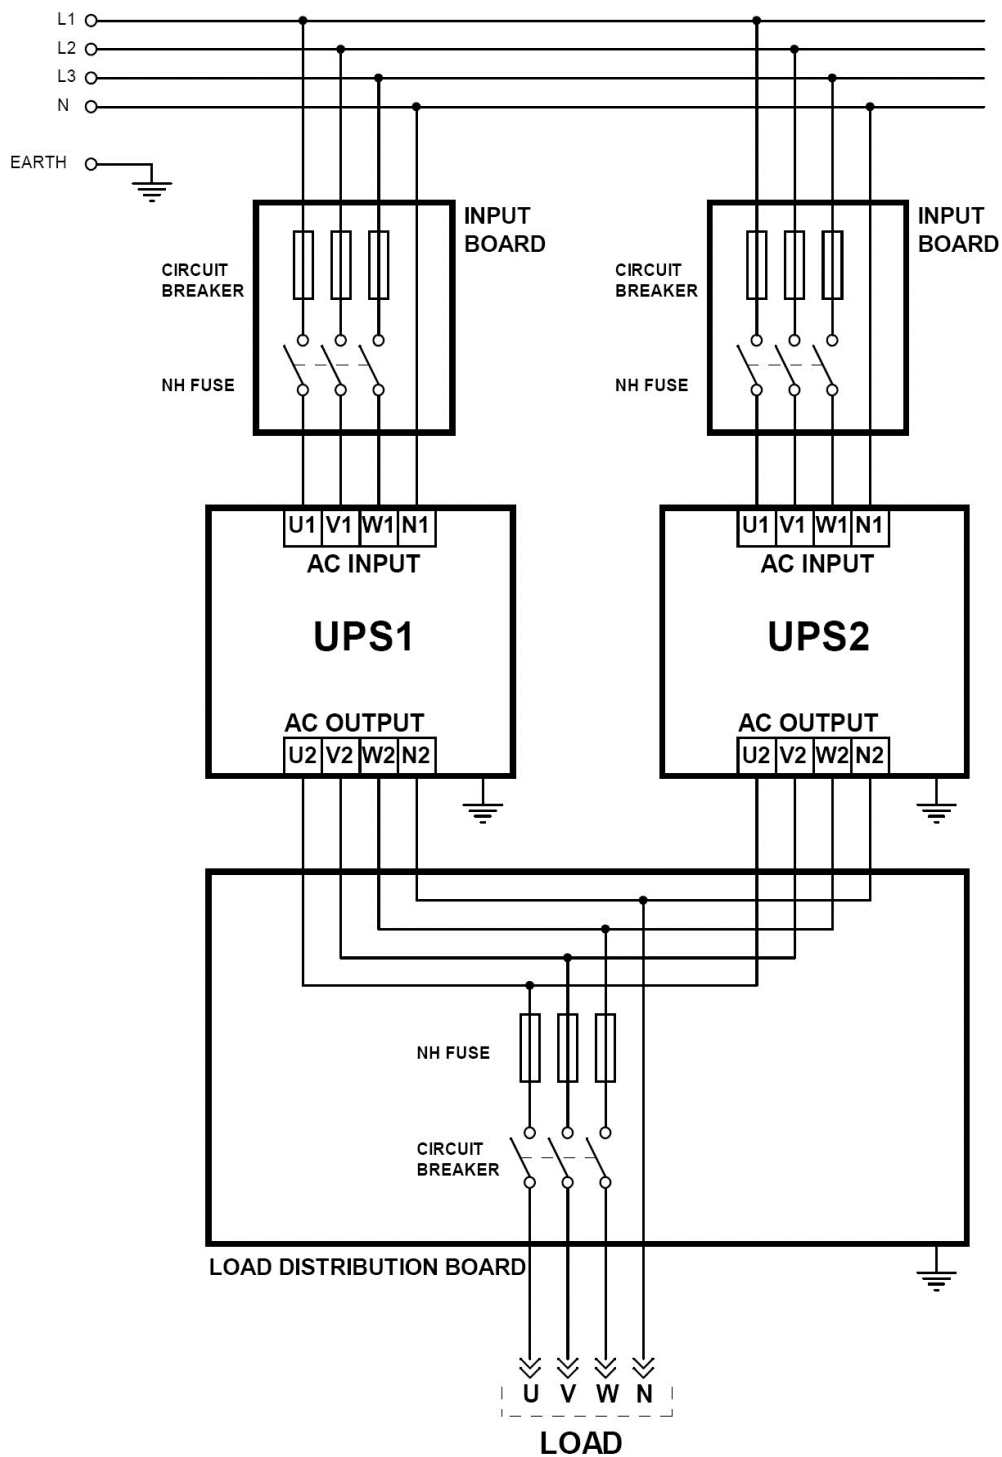 L1
L2
L3
N
EARTH
INPUT
BOARD
INPUT
BOARD
CIRCUIT
BREAKER
CIRCUIT
BREAKER
NH FUSE
NH FUSE
U1 V1 W1 N1
U1 V1 W1 N1
AC INPUT
AC INPUT
UPS1
UPS2
AC OUTPUT
AC OUTPUT
U2 V2 W2 N2
U2 V2 W2 N2
NH FUSE
CIRCUIT
BREAKER
LOAD DISTRIBUTION BOARD
U V W N
LOAD